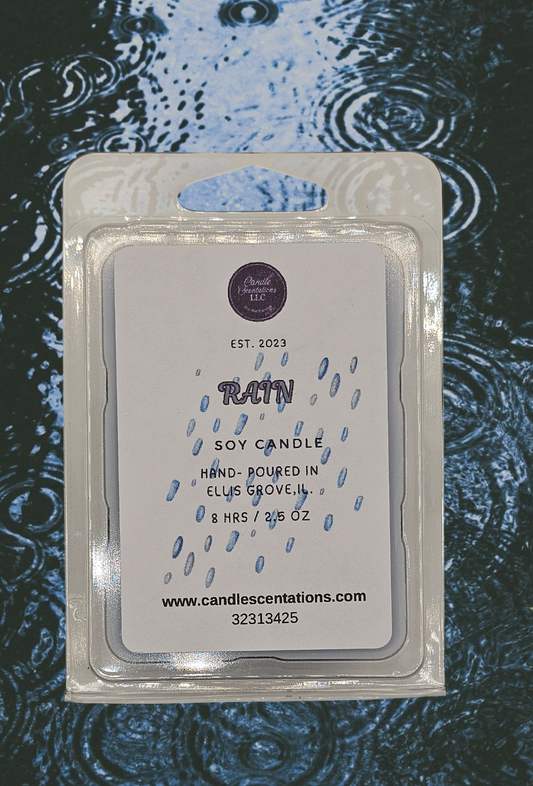 Candle
Scentations
LLC
EST. 2023
RAIN
SOY CANDLE
HAND- POURED IN
ELLIS GROVE,IL.
8 HRS / 2.5 OZ
www.candlescentations.com
32313425